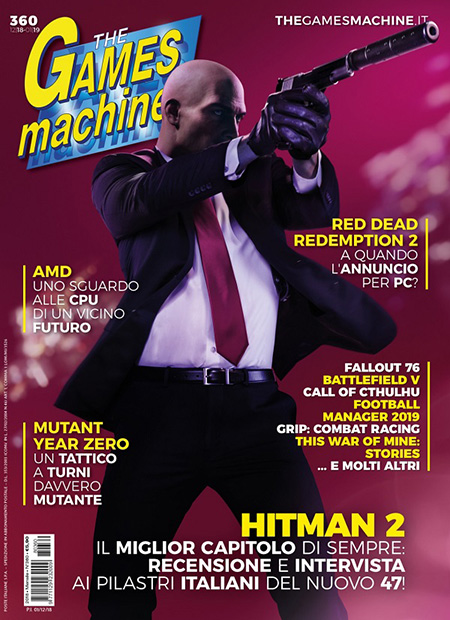 360
12|18-01|19
THEGAMESMACHINE.IT
THE
GAMES
machine
RED DEAD
REDEMPTION 2
A QUANDO
L'ANNUNCIO
PER PC?
AMD
UNO SGUARDO
ALLE CPU
DI UN VICINO
FUTURO
FALLOUT 76
BATTLEFIELD V
CALL OF CTHULHU
FOOTBALL
MANAGER 2019
GRIP: COMBAT RACING
THIS WAR OF MINE:
STORIES
... E MOLTI ALTRI
MUTANT
YEAR ZERO
UN TATTICO
A TURNI
DAVVERO
MUTANTE
HITMAN 2
IL MIGLIOR CAPITOLO DI SEMPRE:
RECENSIONE E INTERVISTA
AI PILASTRI ITALIANI DEL NUOVO 47!
P.I. 01/12/18